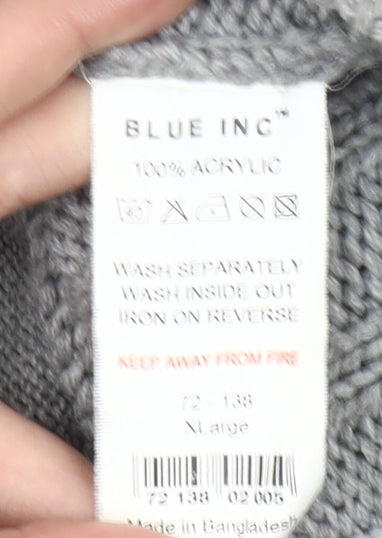 BLUE INC™
100% ACRYLIC
40
WASH SEPARATELY
WASH INSIDE OUT
IRON ON REVERSE
KEEP AWAY FROM FIRE
72 - 138
XLarge
72 138 02 005
Made in Bangladesh